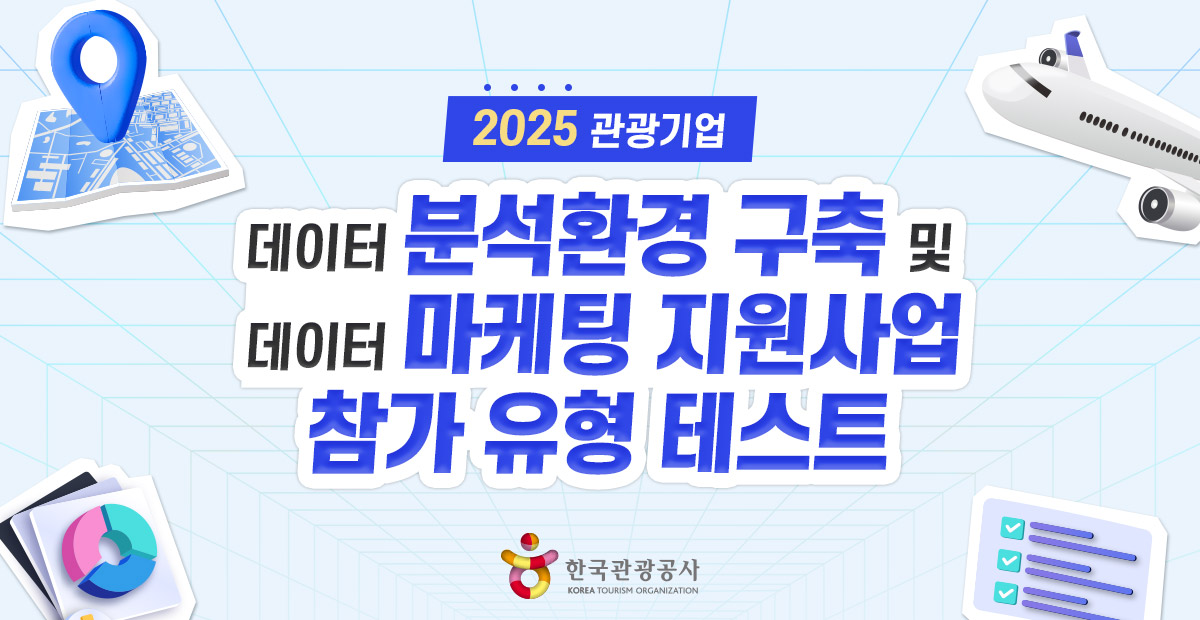 2025 관광기업
데이터 분석환경 구축 및
데이터 마케팅 지원사업
참가 유형 테스트
한국관광공사
KOREA TOURISM ORGANIZATION